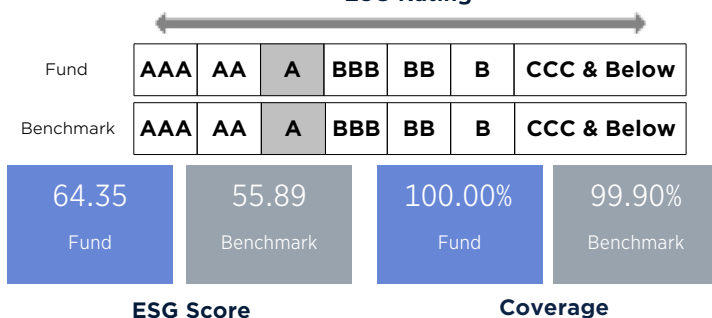 Fund AAA AA A BBB BB B CCC & Below
Benchmark AAA AA A BBB BB B CCC & Below
64.35 55.89 100.00% 99.90%
Fund Benchmark Fund Benchmark
ESG Score Coverage